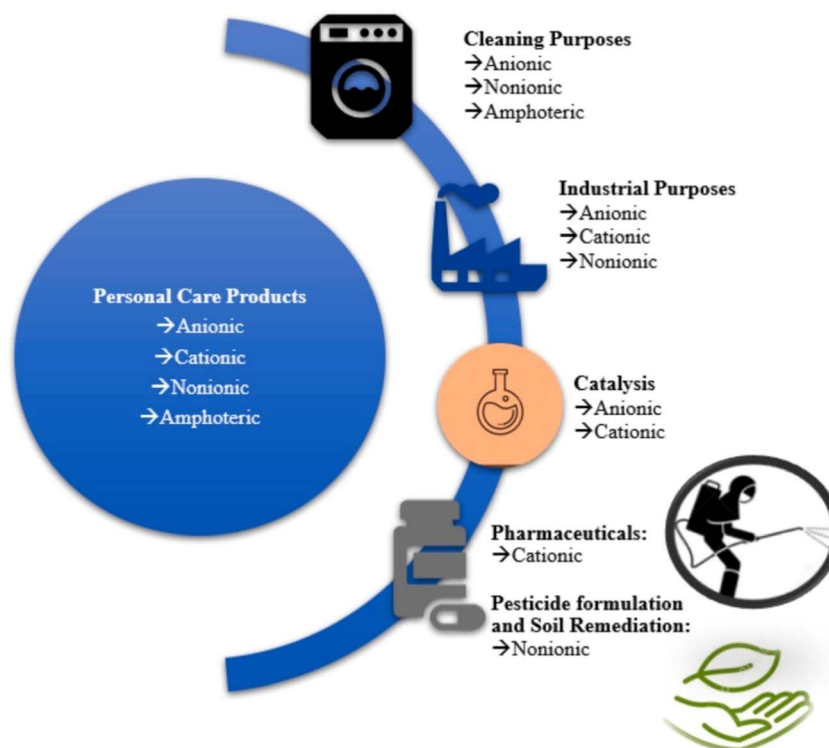 Cleaning Purposes
→Anionic
→Nonionic
→Amphoteric
Industrial Purposes
→Anionic
→Cationic
→Nonionic
Personal Care Products
→Anionic
→Cationic
→Nonionic
→Amphoteric
Catalysis
→Anionic
→Cationic
Pharmaceuticals:
→Cationic
Pesticide formulation
and Soil Remediation:
→Nonionic